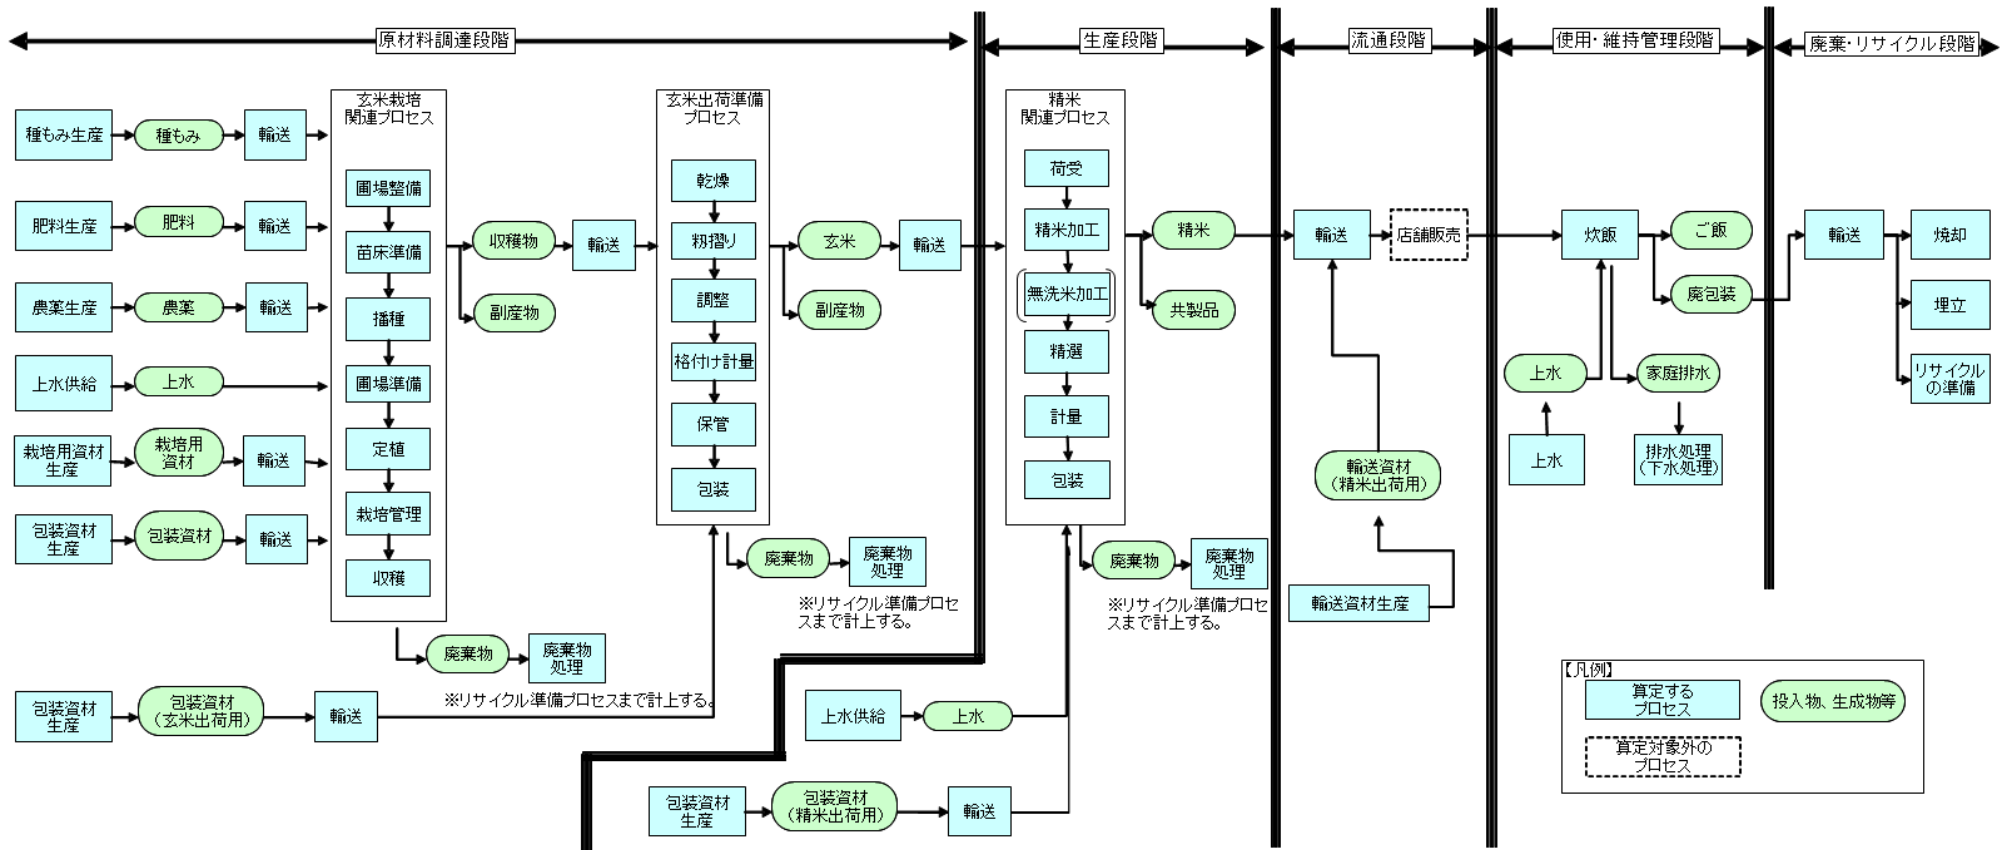 原材料調達段階
生産段階
流通段階
使用・維持管理段階
廃棄・リサイクル段階
種もみ生産
種もみ
輸送
肥料生産
肥料
輸送
農薬生産
農薬
輸送
上水供給
上水
栽培用資材
生産
栽培用
資材
輸送
包装資材
生産
包装資材
輸送
玄米栽培
関連プロセス
圃場整備
苗床準備
播種
圃場準備
定植
栽培管理
収穫
収穫物
副産物
輸送
廃棄物
廃棄物
処理
※リサイクル準備プロセスまで計上する。
包装資材
生産
包装資材
(玄米出荷用)
輸送
玄米出荷準備
プロセス
乾燥
籾摺り
調整
格付け計量
保管
包装
玄米
副産物
輸送
廃棄物
廃棄物
処理
※リサイクル準備プロセ
スまで計上する。
精米
関連プロセス
荷受
精米加工
無洗米加工
精選
計量
包装
精米
共製品
廃棄物
廃棄物
処理
※リサイクル準備プロセ
スまで計上する。
上水供給
上水
包装資材
生産
包装資材
(精米出荷用)
輸送
輸送
店舗販売
輸送資材
(精米出荷用)
輸送資材生産
炊飯
ご飯
廃包装
上水
家庭排水
上水
排水処理
(下水処理)
輸送
焼却
埋立
リサイクル
の準備
【凡例】
算定する
プロセス
投入物、生成物等
算定対象外の
プロセス